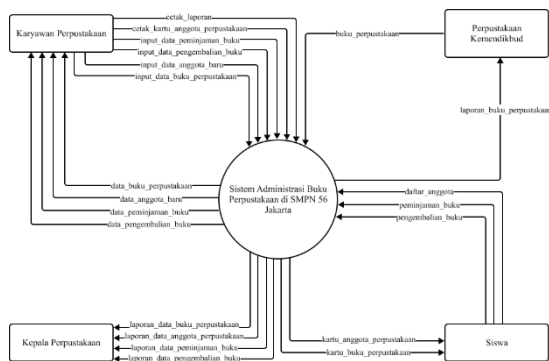 cetak_laporan
Karyawan Perpustakaan
cetak_kartu_anggota_perpustakaan
input_data_peminjaman_buku
input_data_pengembalian_buku
input_data_anggota_baru
input_data_buku_perpustakaan
buku_perpustakaan
Perpustakaan
Kemendikbud
laporan_buku_perpustakaan
data_buku_perpustakaan
data_anggota_baru
data_peminjaman_buku
data_pengembalian_buku
Sistem Administrasi Buku
Perpustakaan di SMPN 56
Jakarta
daftar_anggota
peminjaman_buku
pengembalian_buku
Kepala Perpustakaan
laporan_data_buku_perpustakaan
laporan_data_anggota_perpustakaan
laporan_data_peminjaman_buku
laporan_data_pengembalian_buku
kartu_anggota_perpustakaan
kartu_buku_perpustakaan
Siswa